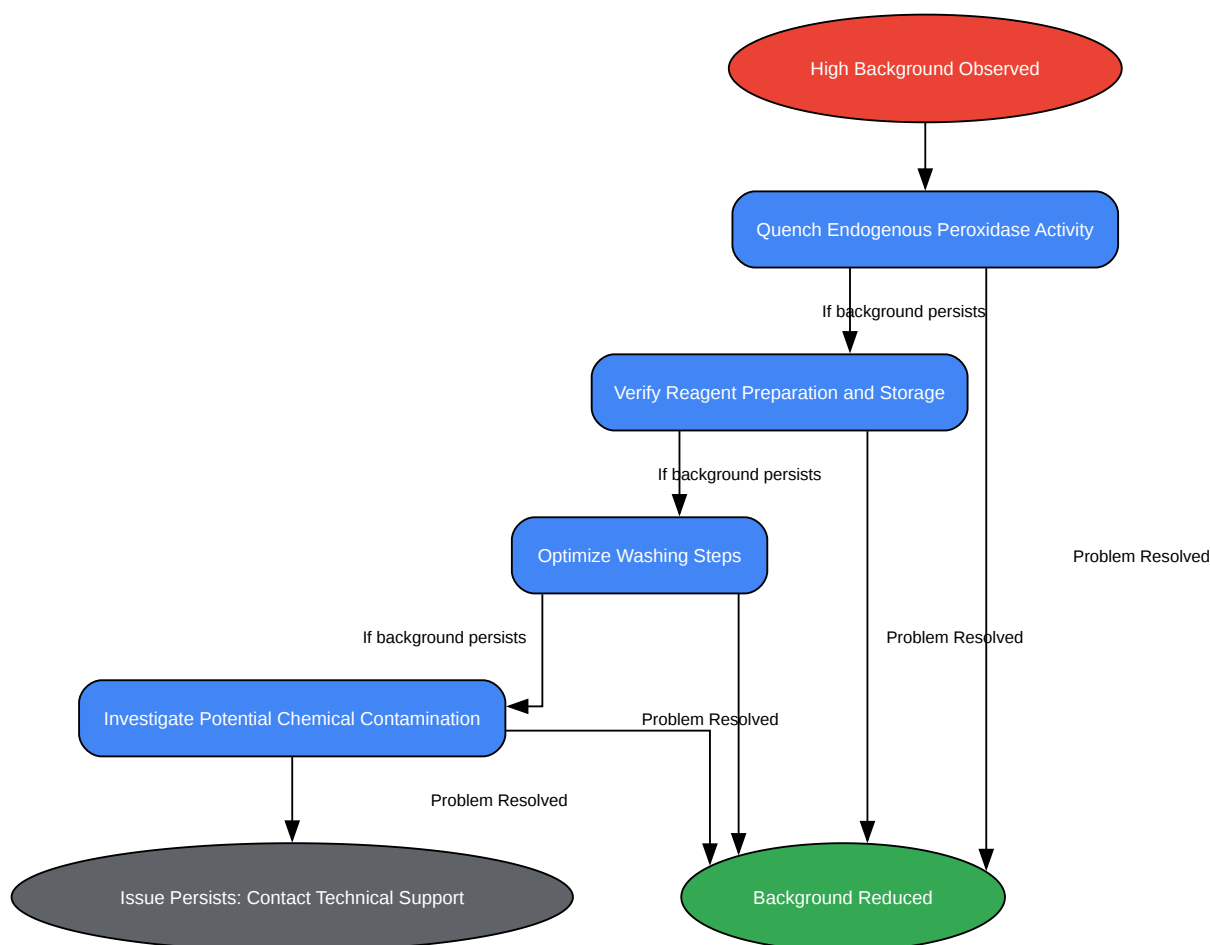 High Background Observed
Quench Endogenous Peroxidase Activity
If background persists
Verify Reagent Preparation and Storage
If background persists
Optimize Washing Steps
Problem Resolved
If background persists
Problem Resolved
Investigate Potential Chemical Contamination
Problem Resolved
Problem Resolved
Issue Persists: Contact Technical Support
Background Reduced